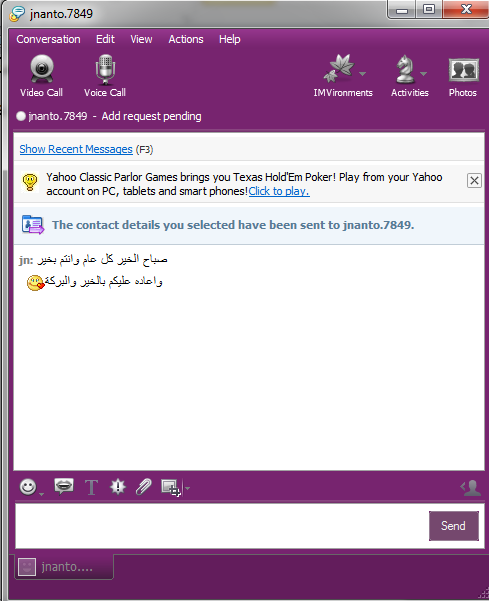 jnanto.7849
Conversation Edit View Actions Help
Video Call Voice Call IMVironments Activities Photos
jnanto.7849 - Add request pending
Show Recent Messages (F3)
Yahoo Classic Parlor Games brings you Texas Hold'Em Poker! Play from your Yahoo
account on PC, tablets and smart phones!Click to play.
The contact details you selected have been sent to jnanto.7849.
jn: صباح الخير كل عام وانتم بخير
واعاده عليكم بالخير والبركة
Send
jnanto....